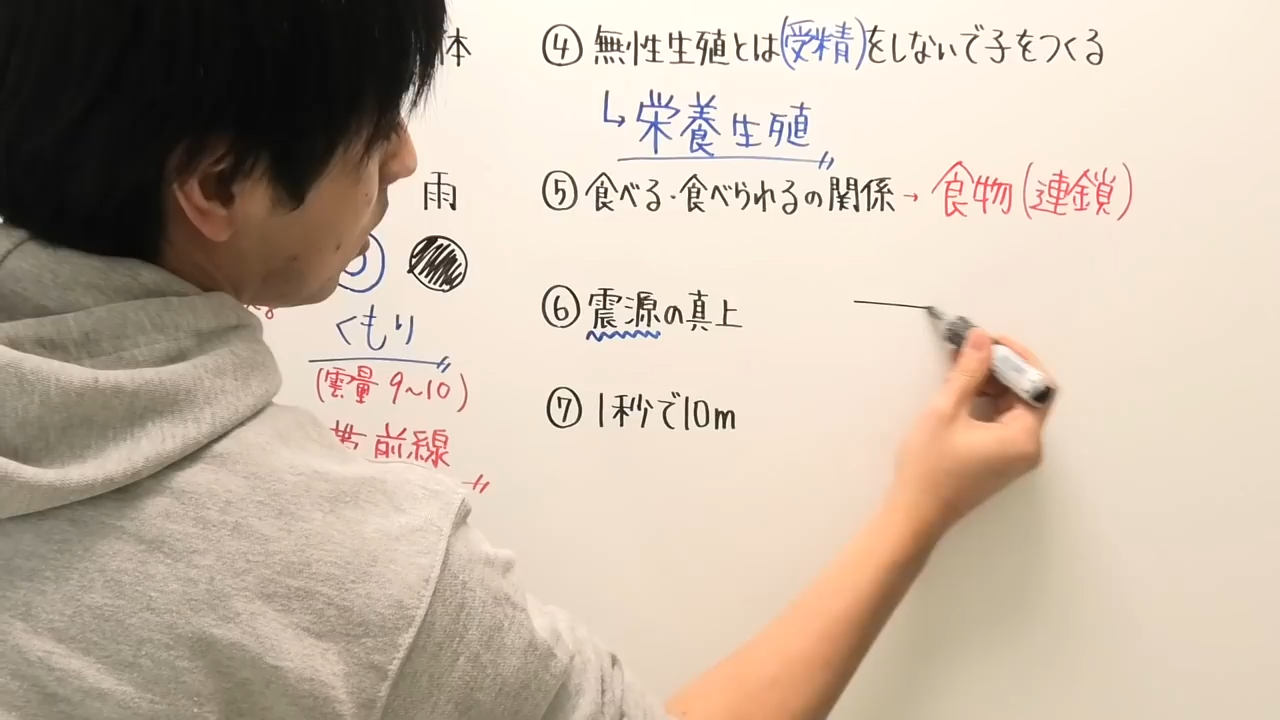 体
雨
くもり
(雲量 9~10)
前線
④ 無性生殖とは(受精)をしないで子をつくる
↳栄養生殖
⑤ 食べる・食べられるの関係→食物(連鎖)
⑥ 震源の真上
⑦ 1秒で10m